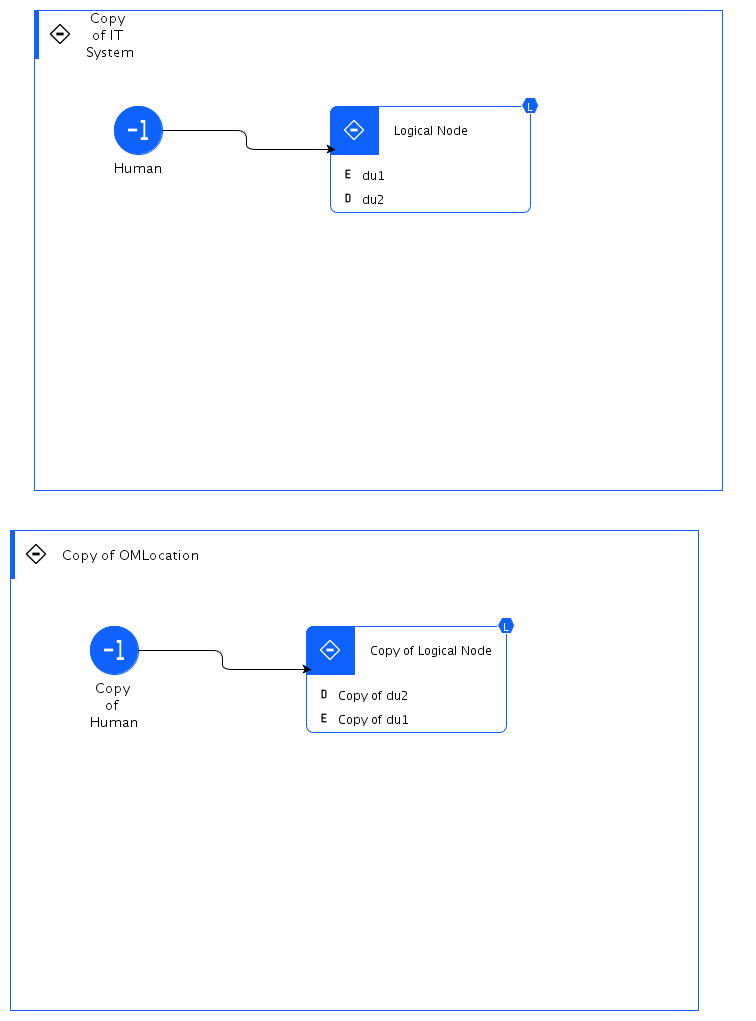 Copy
of IT
System
-1
Human
L
Logical Node
E du1
D du2
Copy of OMLocation
-1
Copy
of
Human
L
Copy of Logical Node
D Copy of du2
E Copy of du1